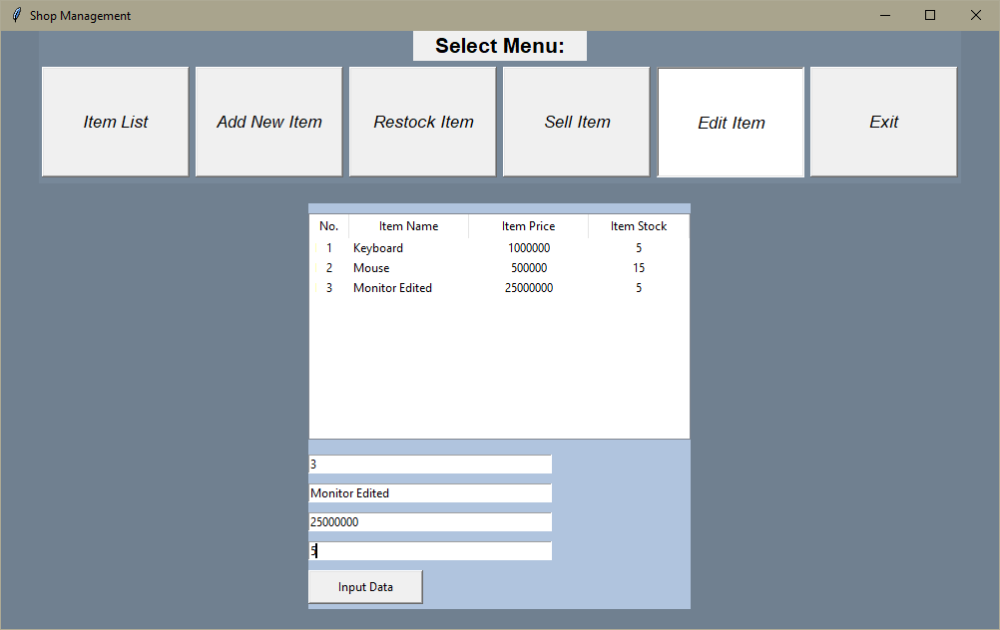 Shop Management
Select Menu:
Item List Add New Item Restock Item Sell Item Edit Item Exit
No. Item Name Item Price Item Stock
1 Keyboard 1000000 5
2 Mouse 500000 15
3 Monitor Edited 25000000 5
3
Monitor Edited
25000000
5
Input Data